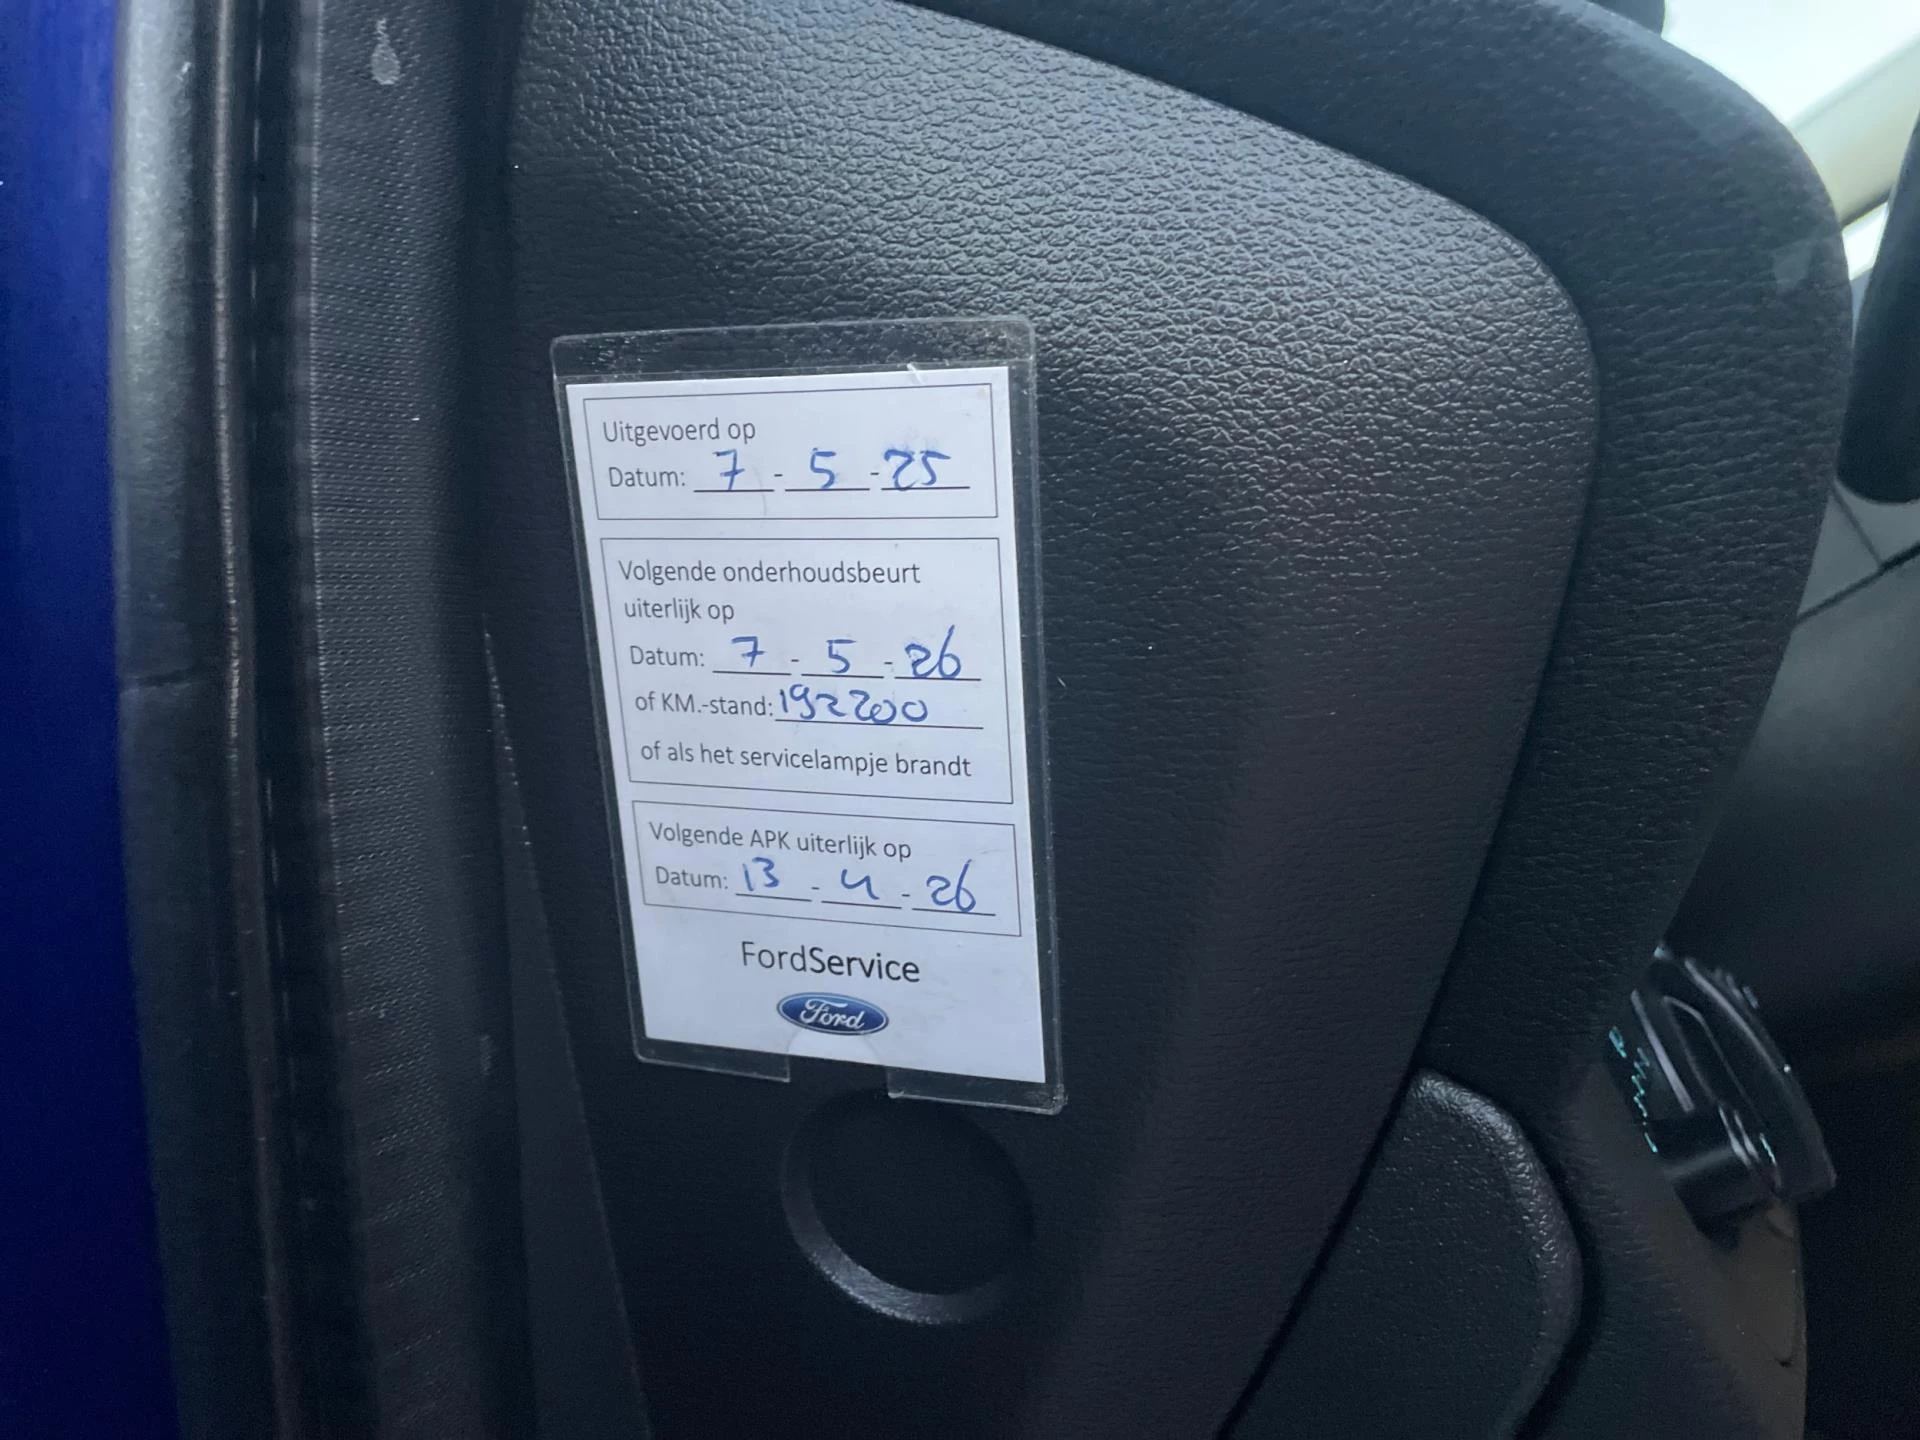 Uitgevoerd op
Datum: 7 - 5 - 25
Volgende onderhoudsbeurt
uiterlijk op
Datum: 7 - 5 - 26
of KM.-stand: 192200
of als het servicelampje brandt
Volgende APK uiterlijk op
Datum: 13 - 4 - 26
FordService
Ford